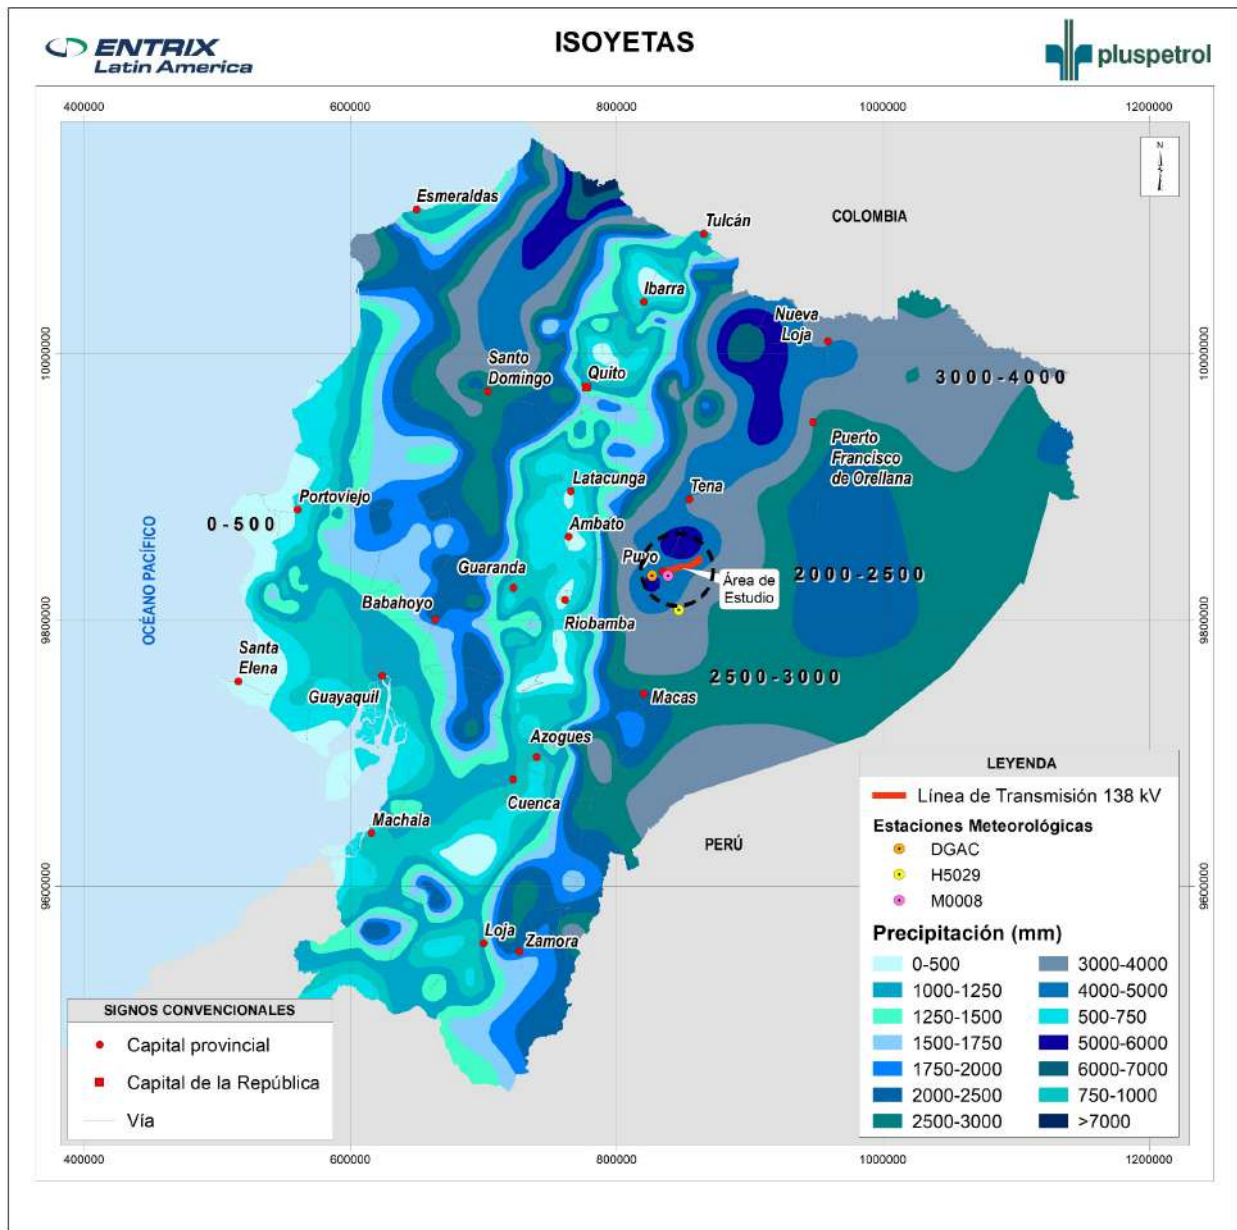 ENTRIX
Latin America
ISOYETAS
pluspetrol
400000
600000
800000
1000000
1200000
N
Esmeraldas
Tulcán
COLOMBIA
Ibarra
Nueva
Loja
10000000
10000000
Santo
Domingo
Quito
3000-4000
Puerto
Francisco
de Orellana
Latacunga
Tena
Portoviejo
0-500
Ambato
OCÉANO PACÍFICO
Puyo
Guaranda
Área de
Estudio
2000-2500
Babahoyo
Riobamba
9800000
9800000
Santa
Elena
2500-3000
Guayaquil
Macas
Azogues
Cuenca
Machala
PERÚ
9600000
9600000
Loja
Zamora
LEYENDA
Línea de Transmisión 138 kV
Estaciones Meteorológicas
DGAC
H5029
M0008
Precipitación (mm)
0-500
1000-1250
1250-1500
1500-1750
1750-2000
2000-2500
2500-3000
3000-4000
4000-5000
500-750
5000-6000
6000-7000
750-1000
>7000
SIGNOS CONVENCIONALES
Capital provincial
Capital de la República
Vía
400000
600000
800000
1000000
1200000